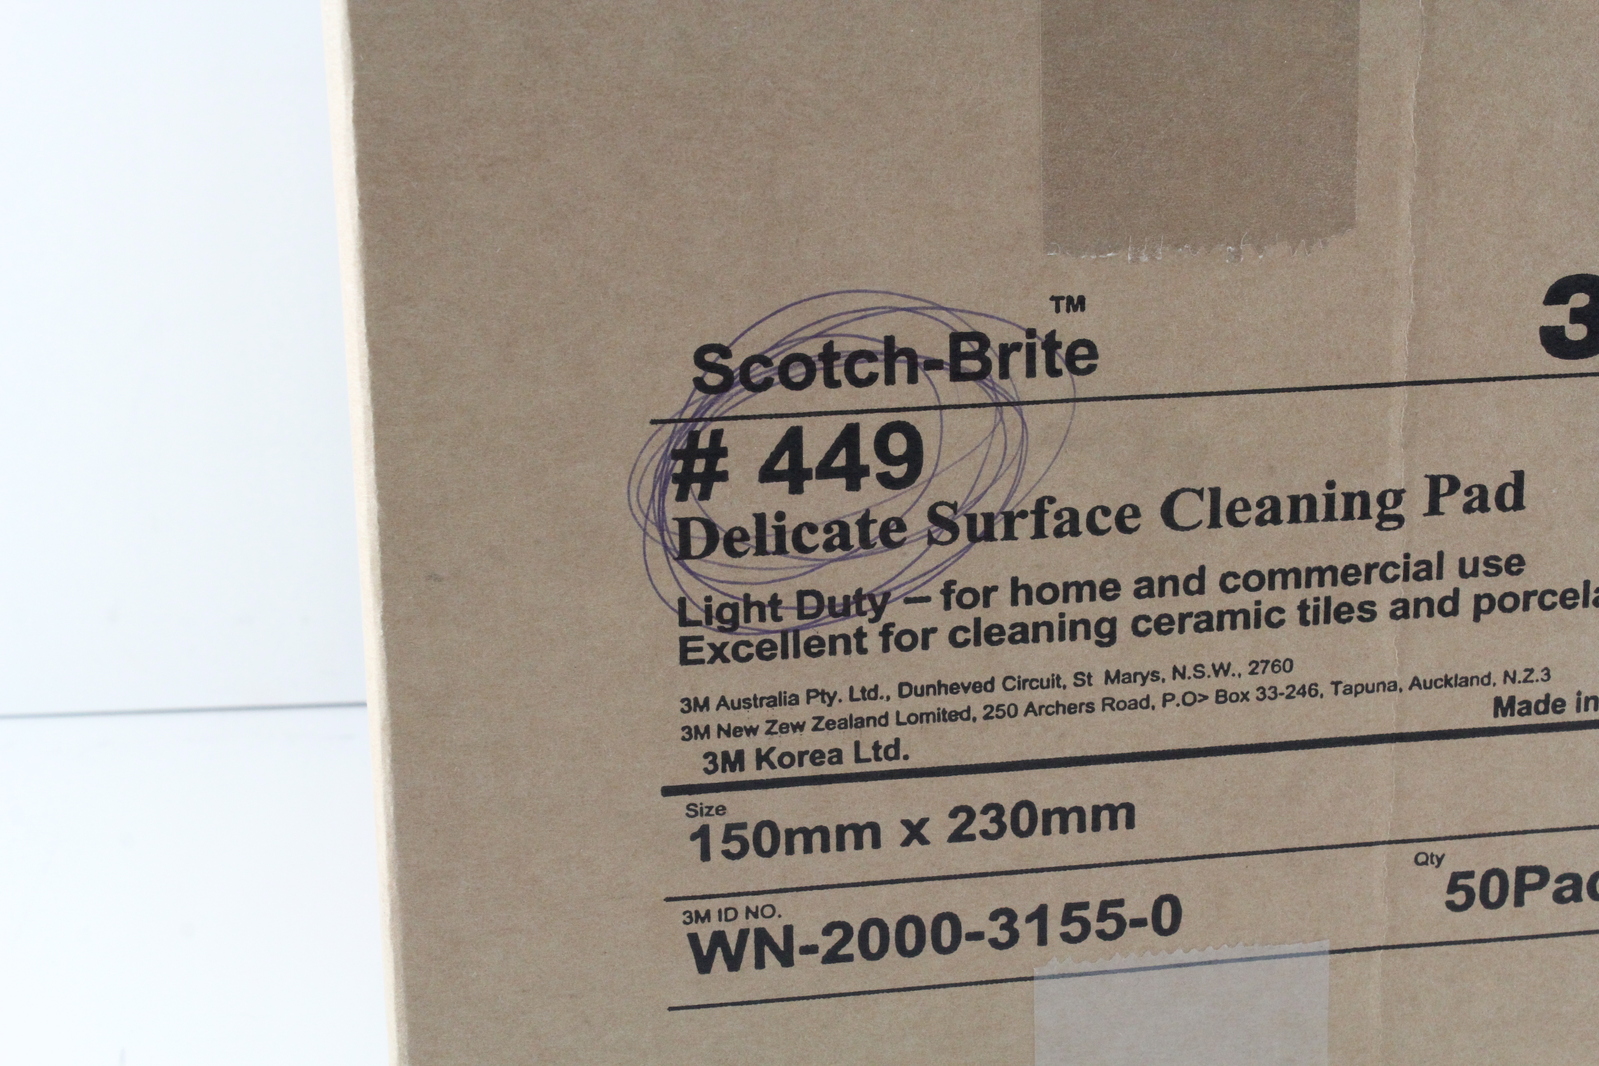 Scotch-Brite™
3
# 449
Delicate Surface Cleaning Pad
Light Duty – for home and commercial use
Excellent for cleaning ceramic tiles and porcela
3M Australia Pty. Ltd., Dunheved Circuit, St Marys, N.S.W., 2760
3M New Zew Zealand Lomited, 250 Archers Road, P.O> Box 33-246, Tapuna, Auckland, N.Z.3
Made in
3M Korea Ltd.
Size
150mm x 230mm
3M ID NO.
WN-2000-3155-0
Qty
50Pac